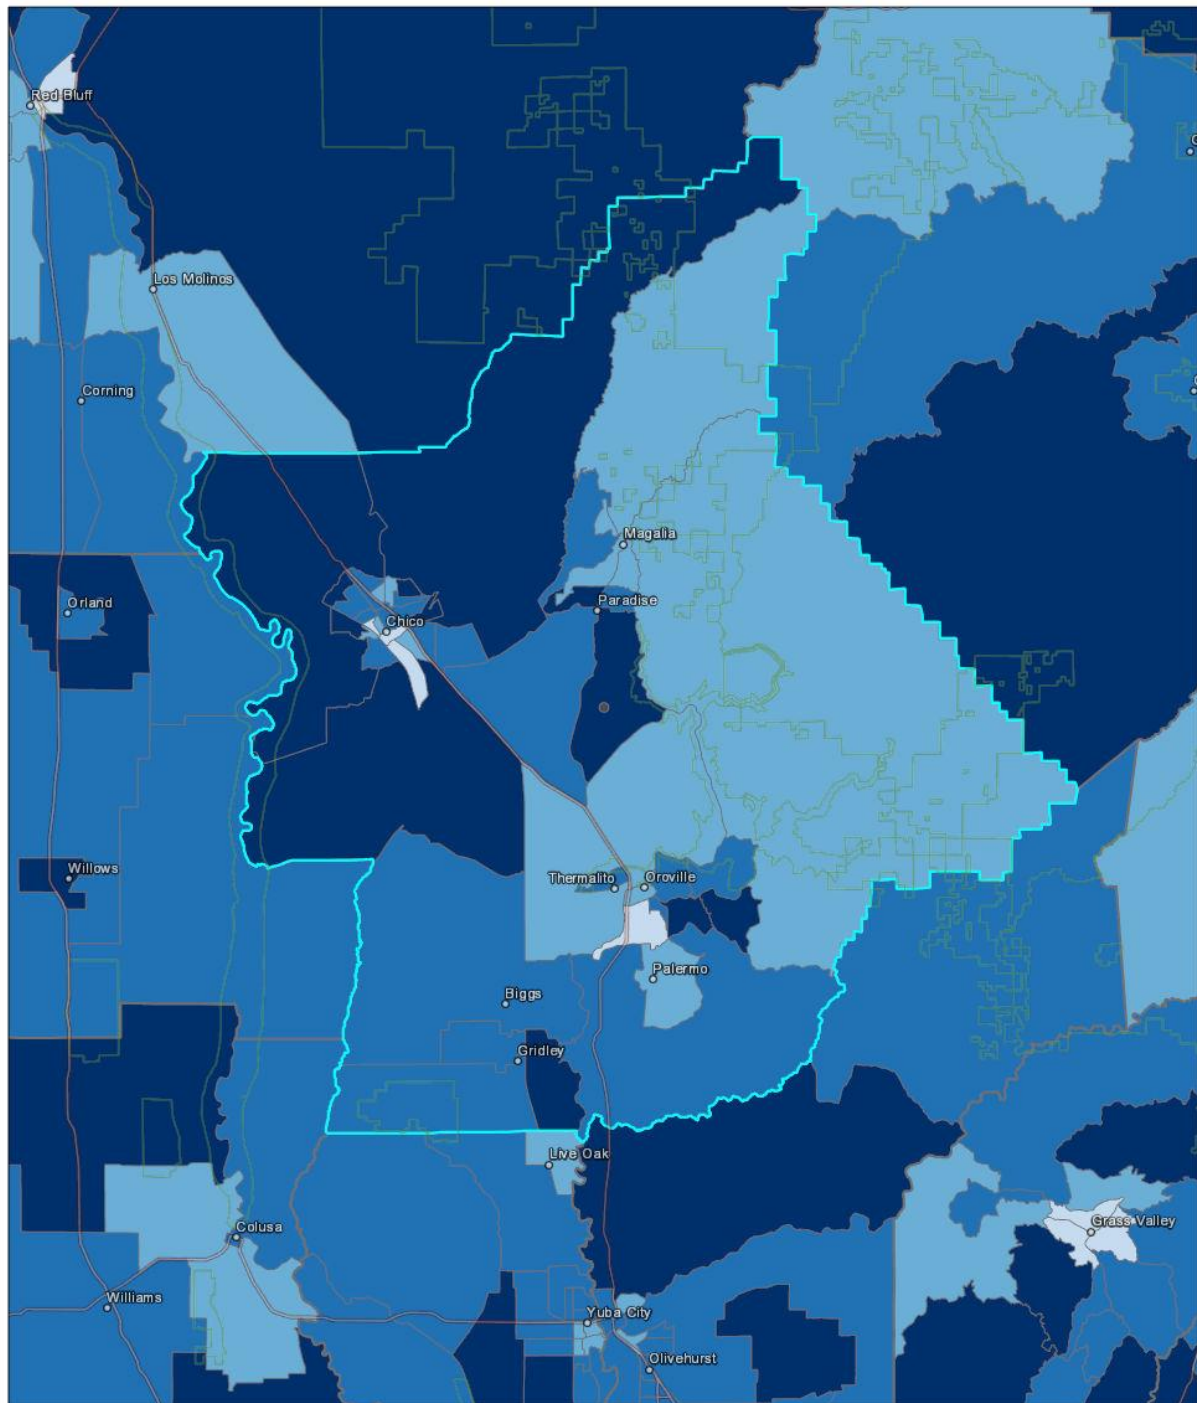 Red Bluff
Los Molinos
Corning
Magalia
Orland
Paradise
Chico
Willows
Thermalito
Oroville
Palermo
Biggs
Gridley
Live Oak
Colusa
Grass Valley
Williams
Yuba City
Olivehurst